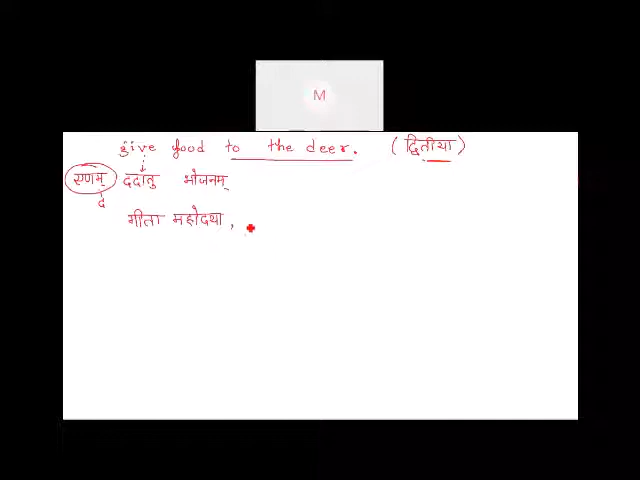 M
give food to the deer. (द्वितीया)
एणम् ददातु भोजनम्
दे
गीता महोदया,